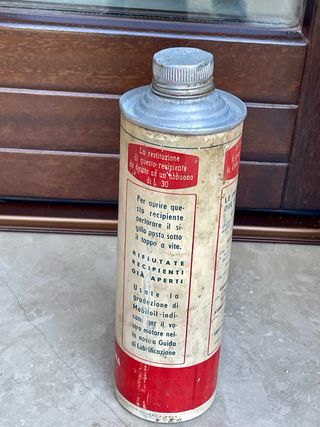 La restituzione
di questo recipiente
dà diritto ad un'abbuono
di L. 30
Per aprire que-
sto recipiente
perforare il si-
gillo posto sotto
il tappo a vite.
RIFIUTATE
RECIPIENTI
GIÀ APERTI
Usate la
gradazione di
Mobiloil indi-
cata per il vo-
stro motore nel-
la nostra Guida
di Lubrificazione